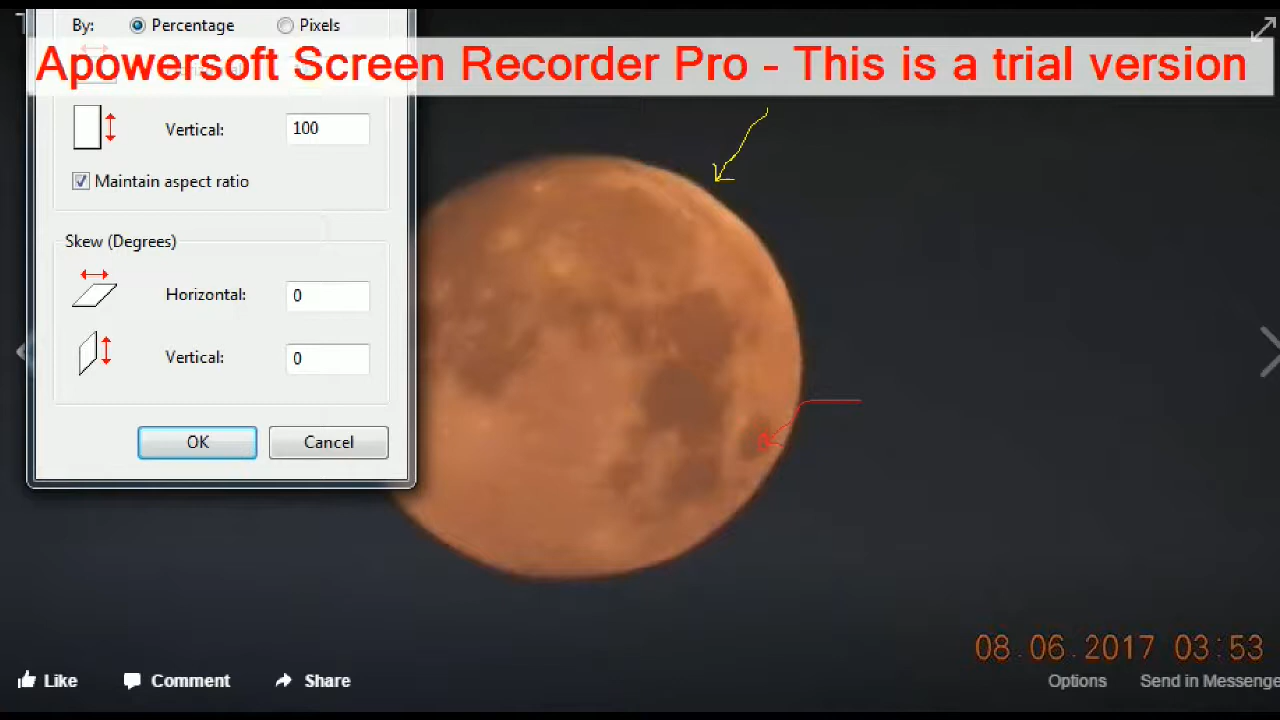 By: Percentage Pixels
Apowersoft Screen Recorder Pro - This is a trial version
Vertical: 100
Maintain aspect ratio
Skew (Degrees)
Horizontal: 0
Vertical: 0
OK Cancel
08.06.2017 03:53
Like Comment Share
Options Send in Messenge